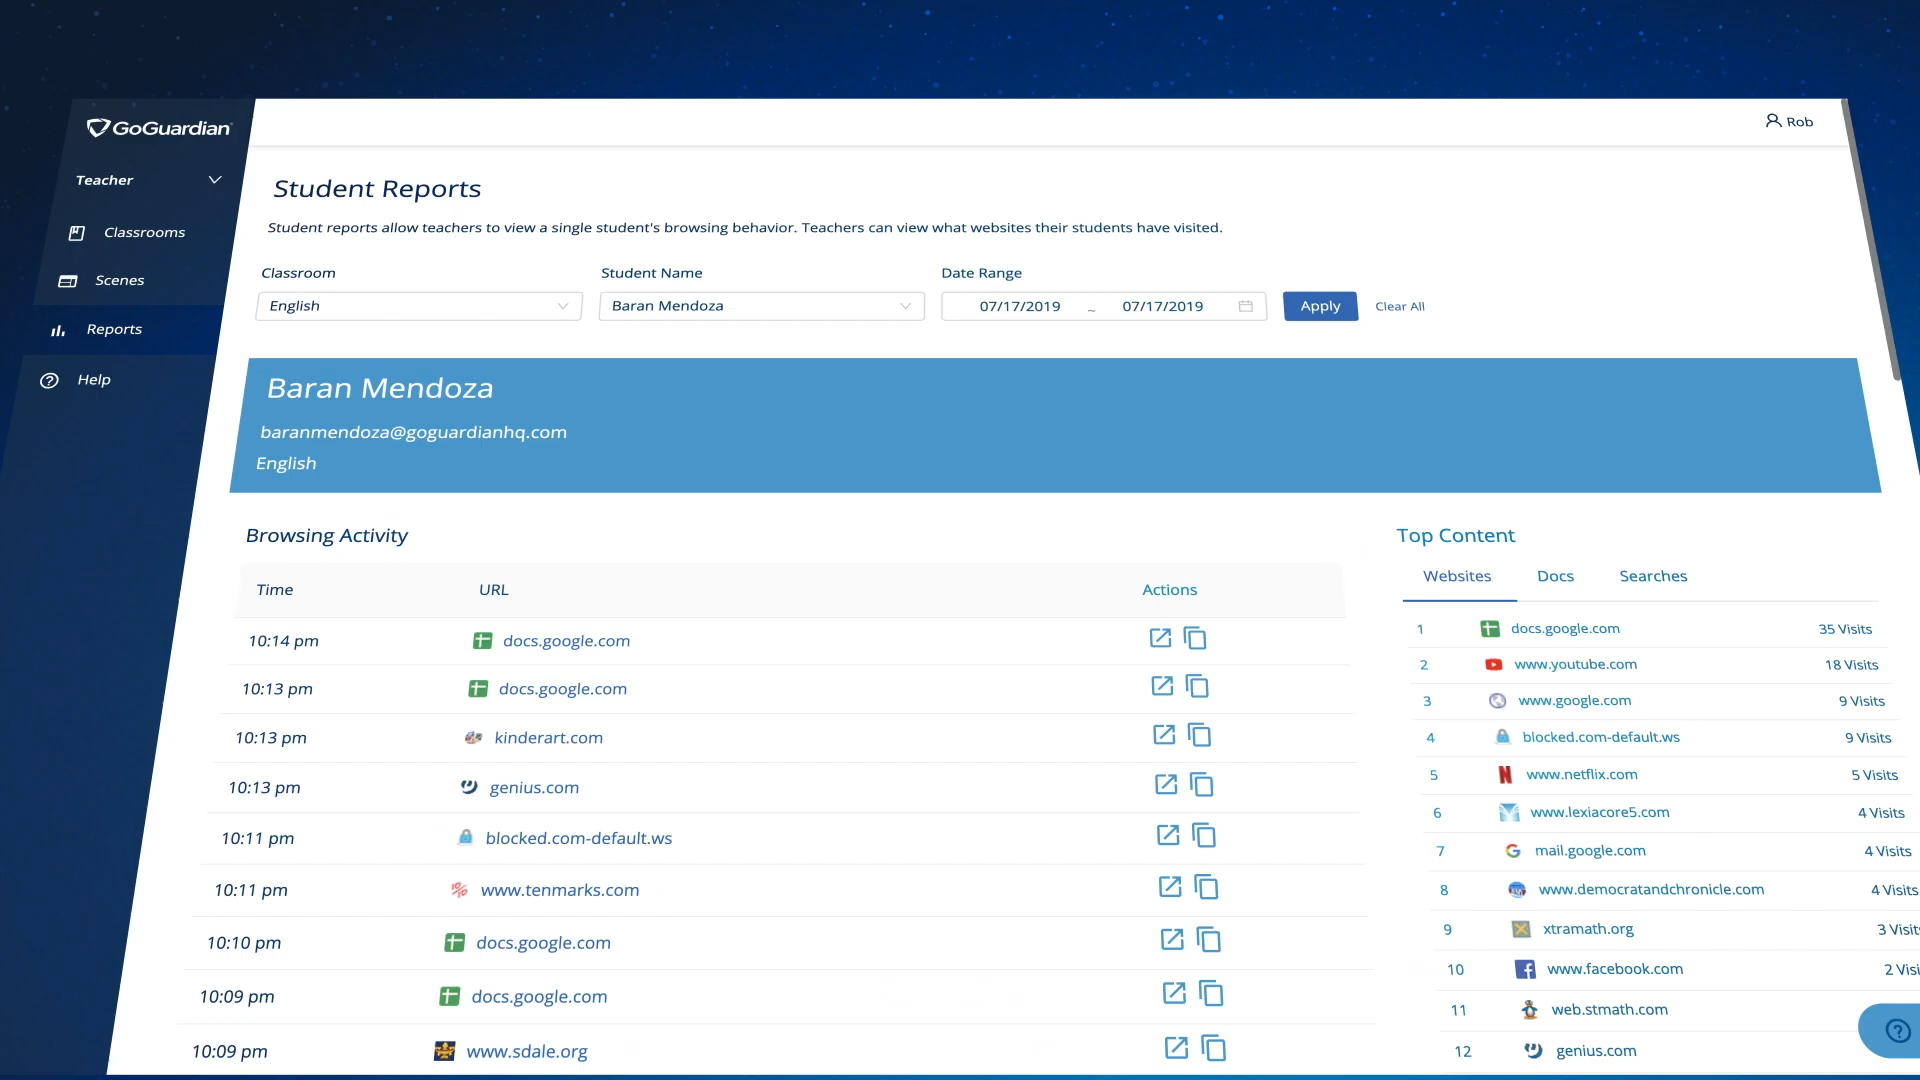 GoGuardian
Rob
Teacher
Classrooms
Scenes
Reports
Help
Student Reports
Student reports allow teachers to view a single student's browsing behavior. Teachers can view what websites their students have visited.
Classroom Student Name Date Range
English Baran Mendoza 07/17/2019 ~ 07/17/2019 Apply Clear All
Baran Mendoza
baranmendoza@goguardianhq.com
English
Browsing Activity
Time URL Actions
10:14 pm docs.google.com
10:13 pm docs.google.com
10:13 pm kinderart.com
10:13 pm genius.com
10:11 pm blocked.com-default.ws
10:11 pm www.tenmarks.com
10:10 pm docs.google.com
10:09 pm docs.google.com
10:09 pm www.sdale.org
Top Content
Websites Docs Searches
1 docs.google.com 35 Visits
2 www.youtube.com 18 Visits
3 www.google.com 9 Visits
4 blocked.com-default.ws 9 Visits
5 www.netflix.com 5 Visits
6 www.lexiacore5.com 4 Visits
7 mail.google.com 4 Visits
8 www.democratandchronicle.com 4 Visits
9 xtramath.org 3 Visit
10 www.facebook.com 2 Visi
11 web.stmath.com
12 genius.com